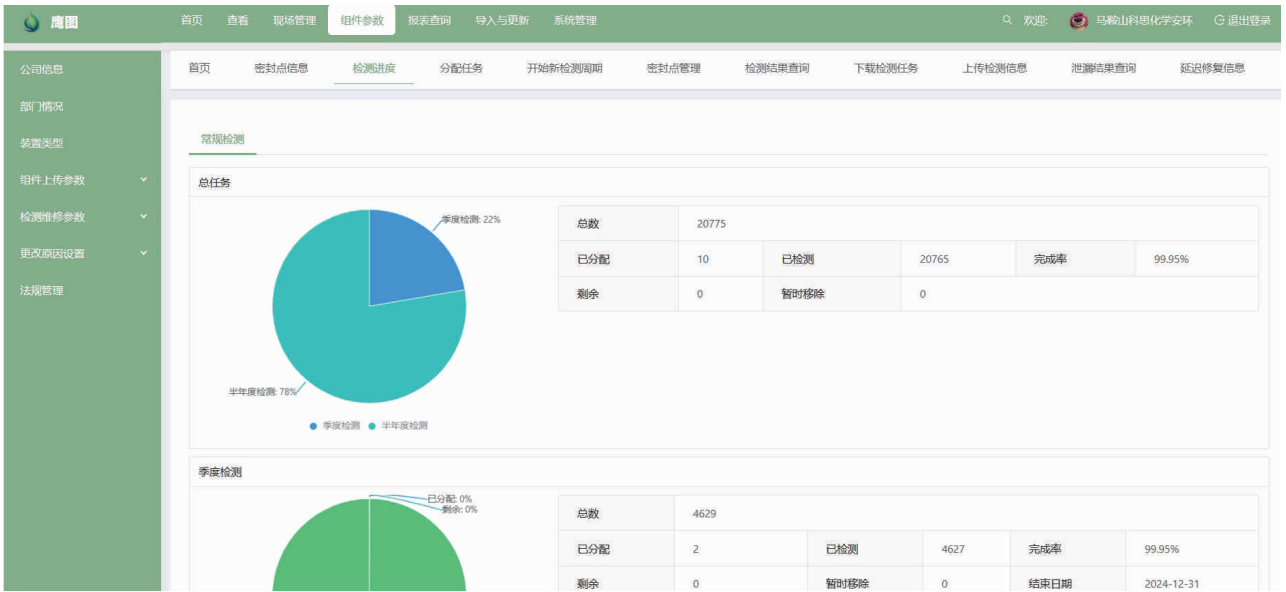 鹰图 首页 查看 现场管理 组件参数 报表查询 导入与更新 系统管理 欢迎: 马鞍山科思化学安环 退出登录
首页 密封点信息 检测进度 分配任务 开始新检测周期 密封点管理 检测结果查询 下载检测任务 上传检测信息 泄漏结果查询 延迟修复信息
公司信息
部门情况
装置类型
组件上传参数
检测维修参数
更改原因设置
法规管理
常规检测
总任务
季度检测: 22%
半年度检测: 78%
季度检测 半年度检测
总数 20775
已分配 10 已检测 20765 完成率 99.95%
剩余 0 暂时移除 0
季度检测
已分配: 0%
剩余: 0%
总数 4629
已分配 2 已检测 4627 完成率 99.95%
剩余 0 暂时移除 0 结束日期 2024-12-31